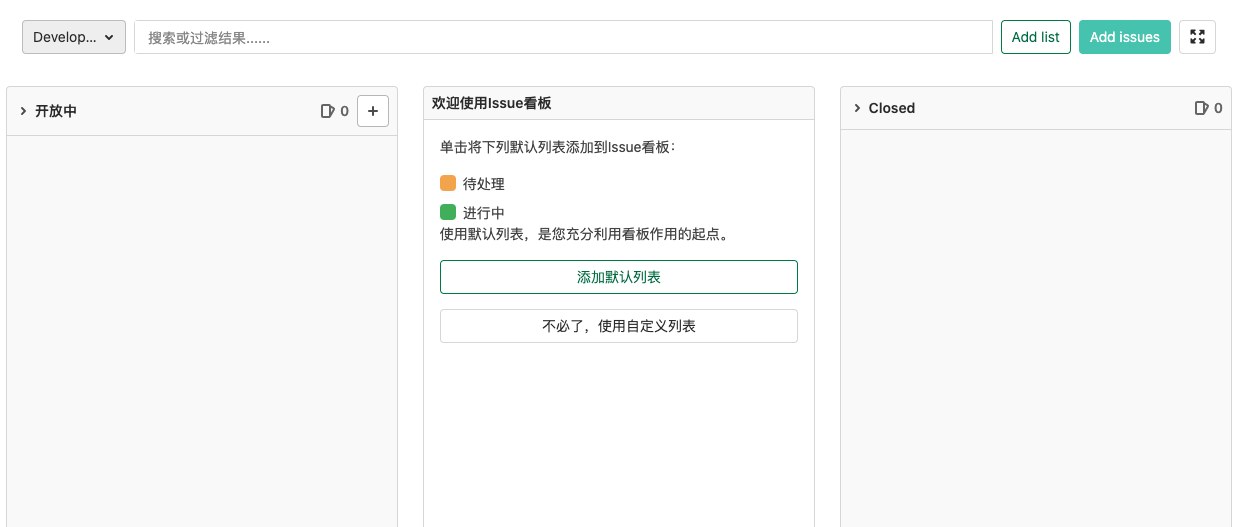 Develop...
搜索或过滤结果......
Add list
Add issues
开放中
0
欢迎使用Issue看板
单击将下列默认列表添加到Issue看板：
待处理
进行中
使用默认列表，是您充分利用看板作用的起点。
添加默认列表
不必了，使用自定义列表
Closed
0